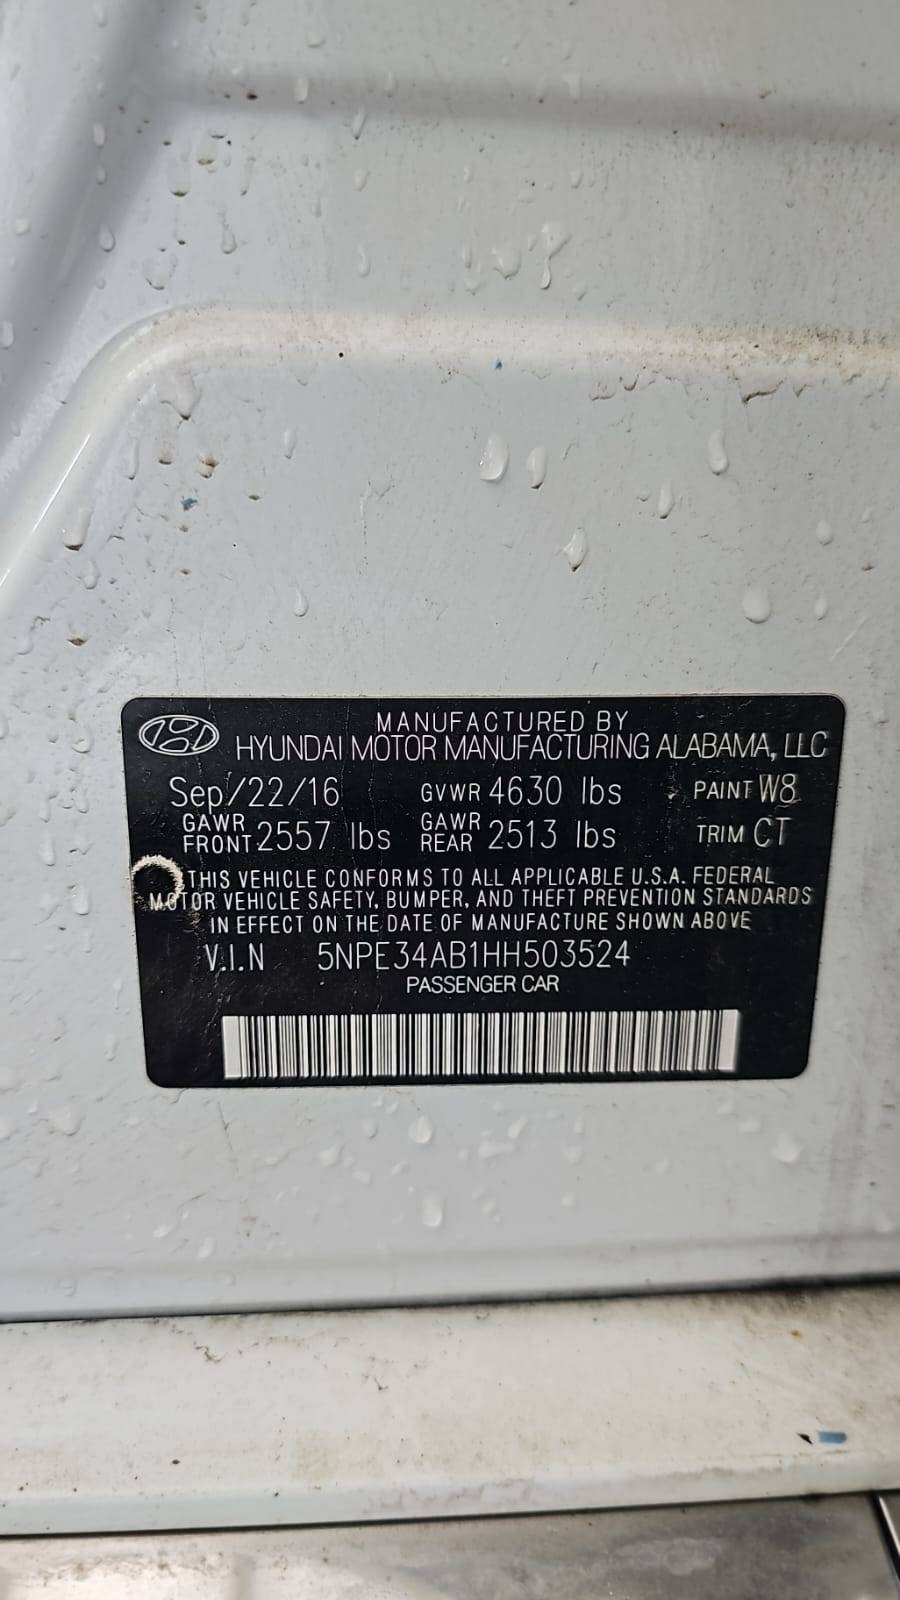 MANUFACTURED BY
HYUNDAI MOTOR MANUFACTURING ALABAMA, LLC
Sep/22/16 GVWR 4630 lbs PAINT W8
GAWR FRONT 2557 lbs GAWR REAR 2513 lbs TRIM CT
THIS VEHICLE CONFORMS TO ALL APPLICABLE U.S.A. FEDERAL
MOTOR VEHICLE SAFETY, BUMPER, AND THEFT PREVENTION STANDARDS
IN EFFECT ON THE DATE OF MANUFACTURE SHOWN ABOVE
V.I.N 5NPE34AB1HH503524
PASSENGER CAR